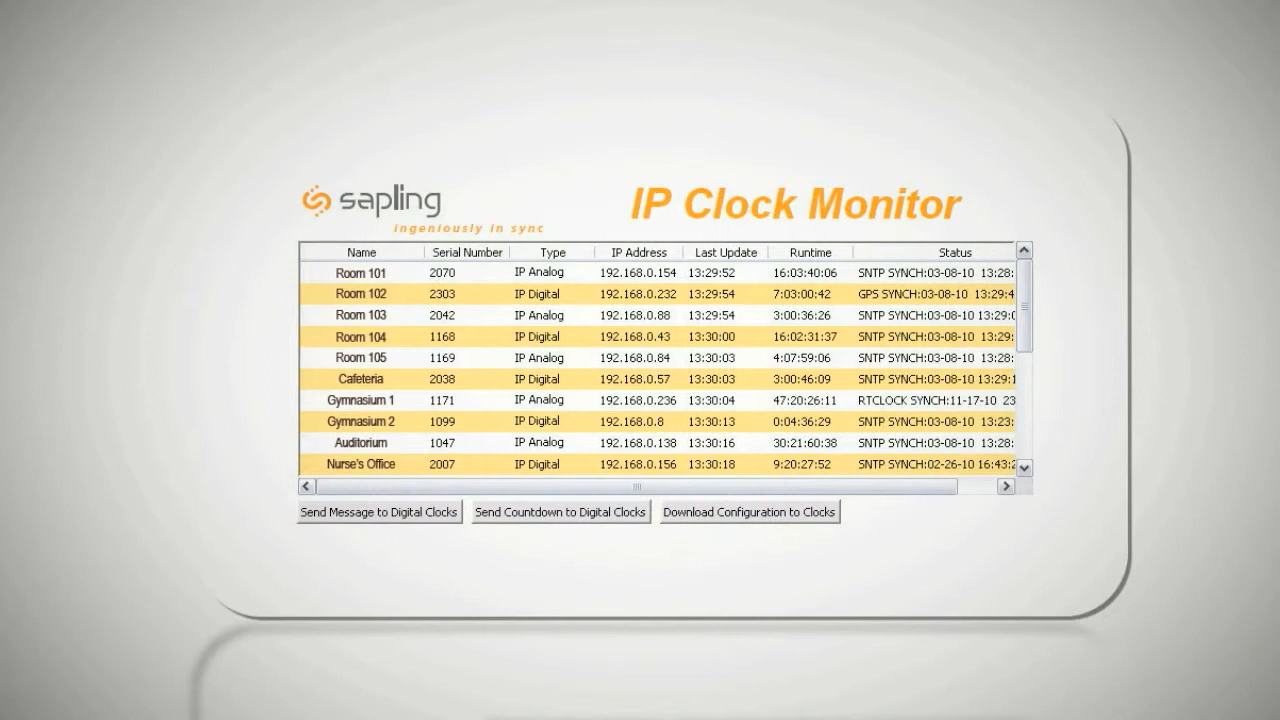 sapling
ingeniously in sync
IP Clock Monitor
Name Serial Number Type IP Address Last Update Runtime Status
Room 101 2070 IP Analog 192.168.0.154 13:29:52 16:03:40:06 SNTP SYNCH:03-08-10 13:28:
Room 102 2303 IP Digital 192.168.0.232 13:29:54 7:03:00:42 GPS SYNCH:03-08-10 13:29:4
Room 103 2042 IP Analog 192.168.0.88 13:29:54 3:00:36:26 SNTP SYNCH:03-08-10 13:29:0
Room 104 1168 IP Digital 192.168.0.43 13:30:00 16:02:31:37 SNTP SYNCH:03-08-10 13:29:
Room 105 1169 IP Analog 192.168.0.84 13:30:03 4:07:59:06 SNTP SYNCH:03-08-10 13:28:
Cafeteria 2038 IP Digital 192.168.0.57 13:30:03 3:00:46:09 SNTP SYNCH:03-08-10 13:29:1
Gymnasium 1 1171 IP Analog 192.168.0.236 13:30:04 47:20:26:11 RTCLOCK SYNCH:11-17-10 23
Gymnasium 2 1099 IP Digital 192.168.0.8 13:30:13 0:04:36:29 SNTP SYNCH:03-08-10 13:23:
Auditorium 1047 IP Analog 192.168.0.138 13:30:16 30:21:60:38 SNTP SYNCH:03-08-10 13:28:
Nurse's Office 2007 IP Digital 192.168.0.156 13:30:18 9:20:27:52 SNTP SYNCH:02-26-10 16:43:2
Send Message to Digital Clocks Send Countdown to Digital Clocks Download Configuration to Clocks